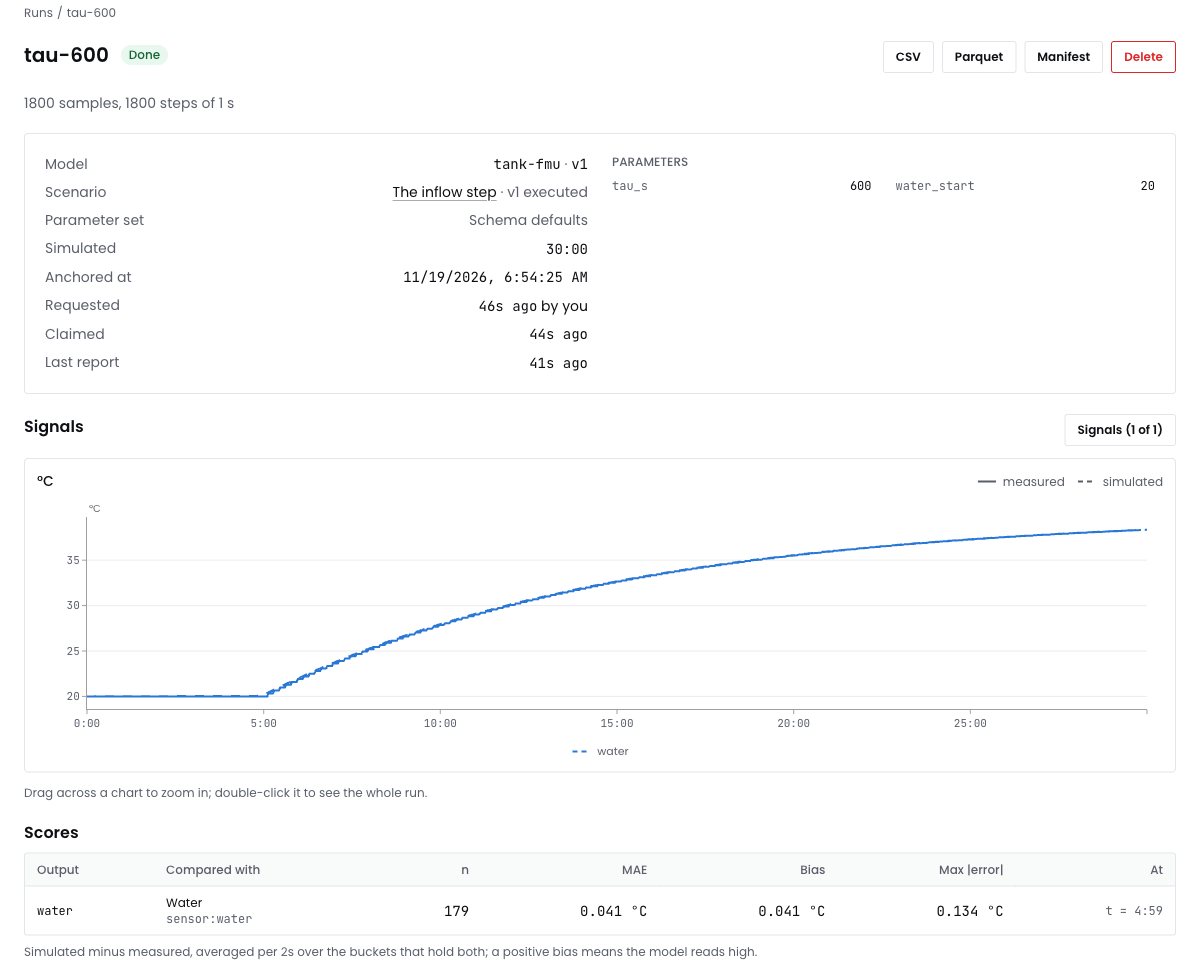 Runs / tau-600
tau-600 Done CSV Parquet Manifest Delete
1800 samples, 1800 steps of 1 s
Model tank-fmu · v1
Scenario The inflow step · v1 executed
Parameter set Schema defaults
Simulated 30:00
Anchored at 11/19/2026, 6:54:25 AM
Requested 46s ago by you
Claimed 44s ago
Last report 41s ago
PARAMETERS
tau_s 600 water_start 20
Signals Signals (1 of 1)
°C measured simulated
°C
35
30
25
20
0:00 5:00 10:00 15:00 20:00 25:00
water
Drag across a chart to zoom in; double-click it to see the whole run.
Scores
Output Compared with n MAE Bias Max |error| At
water Water 179 0.041 °C 0.041 °C 0.134 °C t = 4:59
sensor:water
Simulated minus measured, averaged per 2s over the buckets that hold both; a positive bias means the model reads high.